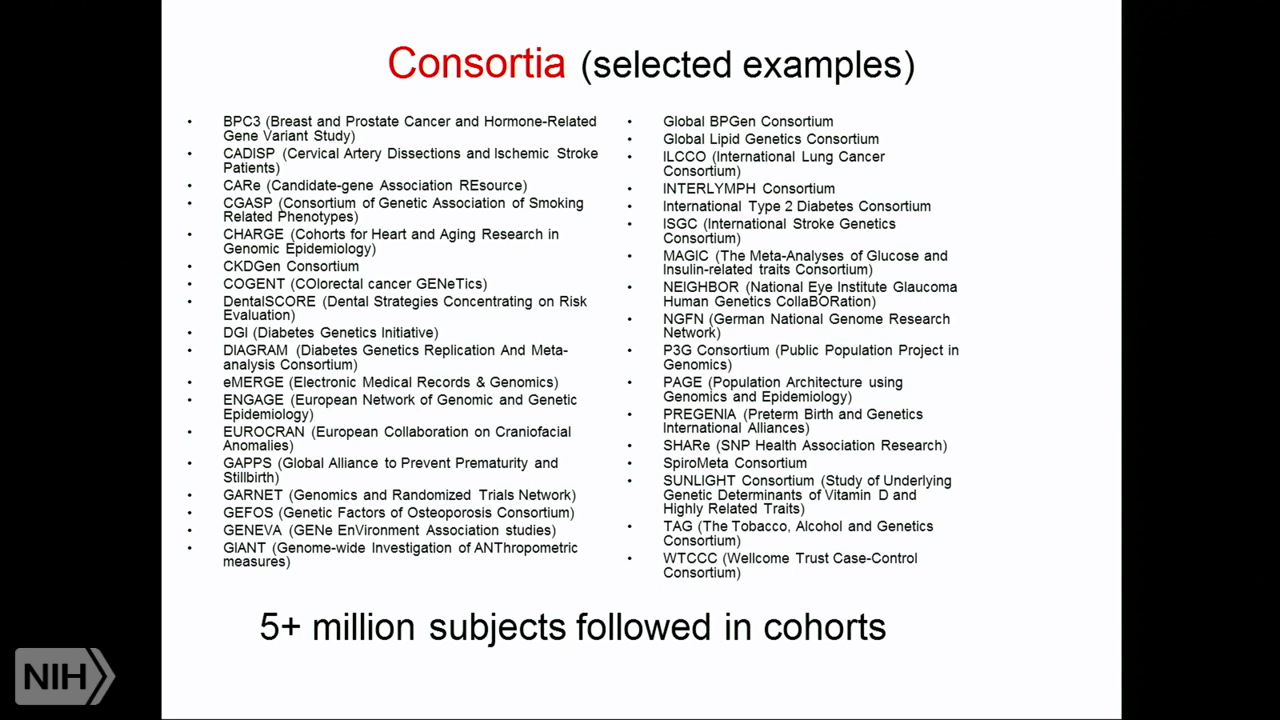 Consortia (selected examples)
• BPC3 (Breast and Prostate Cancer and Hormone-Related
Gene Variant Study)
• CADISP (Cervical Artery Dissections and Ischemic Stroke
Patients)
• CARe (Candidate-gene Association REsource)
• CGASP (Consortium of Genetic Association of Smoking
Related Phenotypes)
• CHARGE (Cohorts for Heart and Aging Research in
Genomic Epidemiology)
• CKDGen Consortium
• COGENT (COlorectal cancer GENeTics)
• DentalSCORE (Dental Strategies Concentrating on Risk
Evaluation)
• DGI (Diabetes Genetics Initiative)
• DIAGRAM (Diabetes Genetics Replication And Meta-
analysis Consortium)
• eMERGE (Electronic Medical Records & Genomics)
• ENGAGE (European Network of Genomic and Genetic
Epidemiology)
• EUROCRAN (European Collaboration on Craniofacial
Anomalies)
• GAPPS (Global Alliance to Prevent Prematurity and
Stillbirth)
• GARNET (Genomics and Randomized Trials Network)
• GEFOS (Genetic Factors of Osteoporosis Consortium)
• GENEVA (GENe EnVironment Association studies)
• GIANT (Genome-wide Investigation of ANThropometric
measures)
• Global BPGen Consortium
• Global Lipid Genetics Consortium
• ILCCO (International Lung Cancer
Consortium)
• INTERLYMPH Consortium
• International Type 2 Diabetes Consortium
• ISGC (International Stroke Genetics
Consortium)
• MAGIC (The Meta-Analyses of Glucose and
Insulin-related traits Consortium)
• NEIGHBOR (National Eye Institute Glaucoma
Human Genetics CollaBORation)
• NGFN (German National Genome Research
Network)
• P3G Consortium (Public Population Project in
Genomics)
• PAGE (Population Architecture using
Genomics and Epidemiology)
• PREGENIA (Preterm Birth and Genetics
International Alliances)
• SHARe (SNP Health Association Research)
• SpiroMeta Consortium
• SUNLIGHT Consortium (Study of Underlying
Genetic Determinants of Vitamin D and
Highly Related Traits)
• TAG (The Tobacco, Alcohol and Genetics
Consortium)
• WTCCC (Wellcome Trust Case-Control
Consortium)
5+ million subjects followed in cohorts
NIH